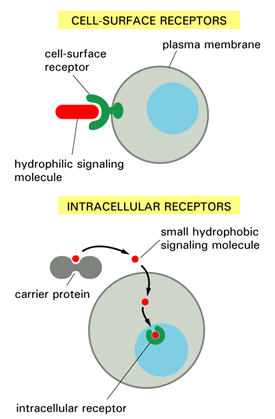 CELL-SURFACE RECEPTORS
plasma membrane
cell-surface
receptor
hydrophilic signaling
molecule
INTRACELLULAR RECEPTORS
small hydrophobic
signaling molecule
carrier protein
intracellular receptor